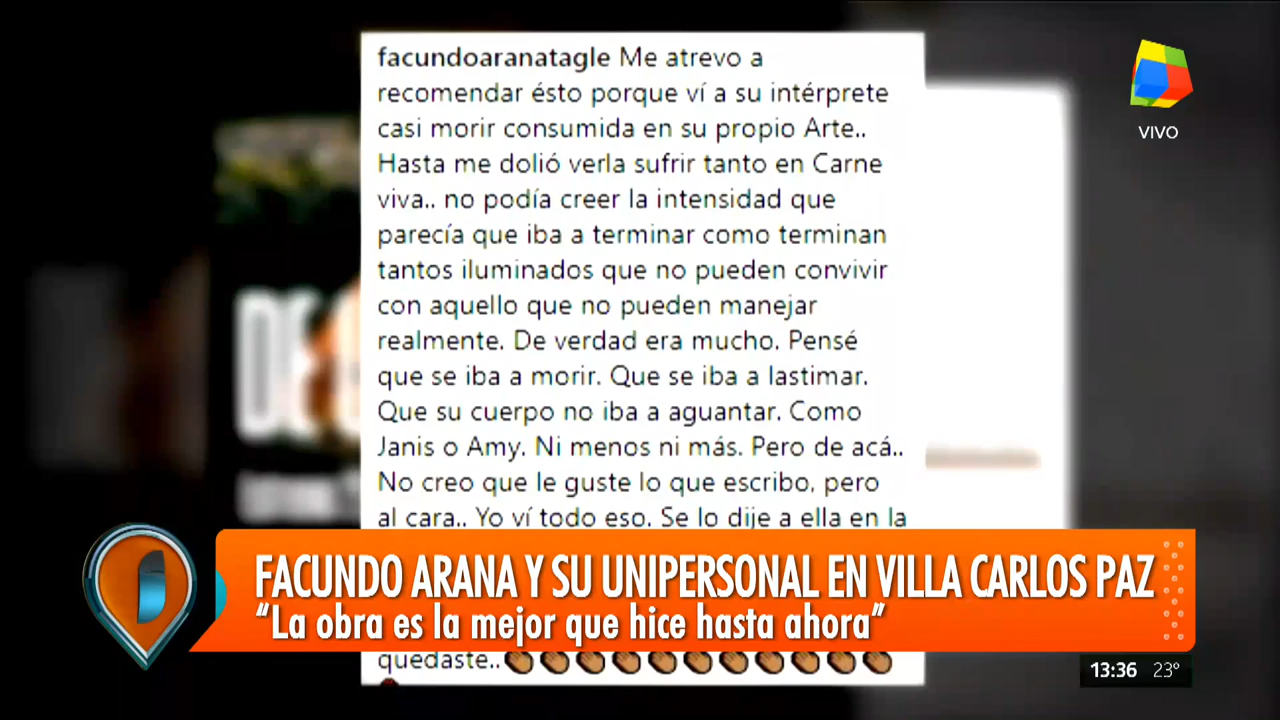 facundoaranatagle Me atrevo a
recomendar ésto porque ví a su intérprete
casi morir consumida en su propio Arte..
Hasta me dolió verla sufrir tanto en Carne
viva.. no podía creer la intensidad que
parecía que iba a terminar como terminan
tantos iluminados que no pueden convivir
con aquello que no pueden manejar
realmente. De verdad era mucho. Pensé
que se iba a morir. Que se iba a lastimar.
Que su cuerpo no iba a aguantar. Como
Janis o Amy. Ni menos ni más. Pero de acá..
No creo que le guste lo que escribo, pero
al cara.. Yo ví todo eso. Se lo dije a ella en la
quedaste.. 👏🏽👏🏽👏🏽👏🏽👏🏽👏🏽👏🏽👏🏽👏🏽👏🏽👏🏽
VIVO
FACUNDO ARANA Y SU UNIPERSONAL EN VILLA CARLOS PAZ
“La obra es la mejor que hice hasta ahora”
13:36 23°